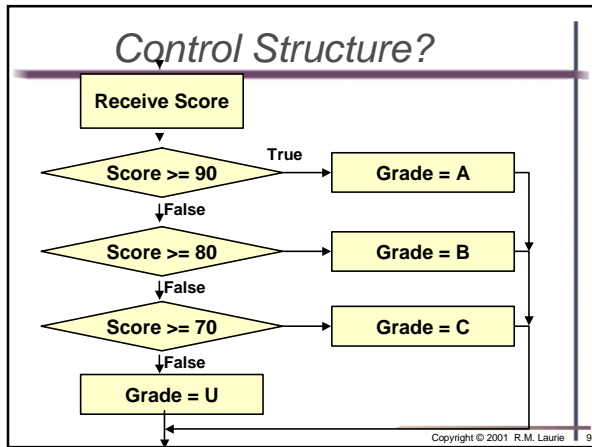 Control Structure?
Receive Score
Score >= 90
True
Grade = A
False
Score >= 80
Grade = B
False
Score >= 70
Grade = C
False
Grade = U
Copyright © 2001 R.M. Laurie 9